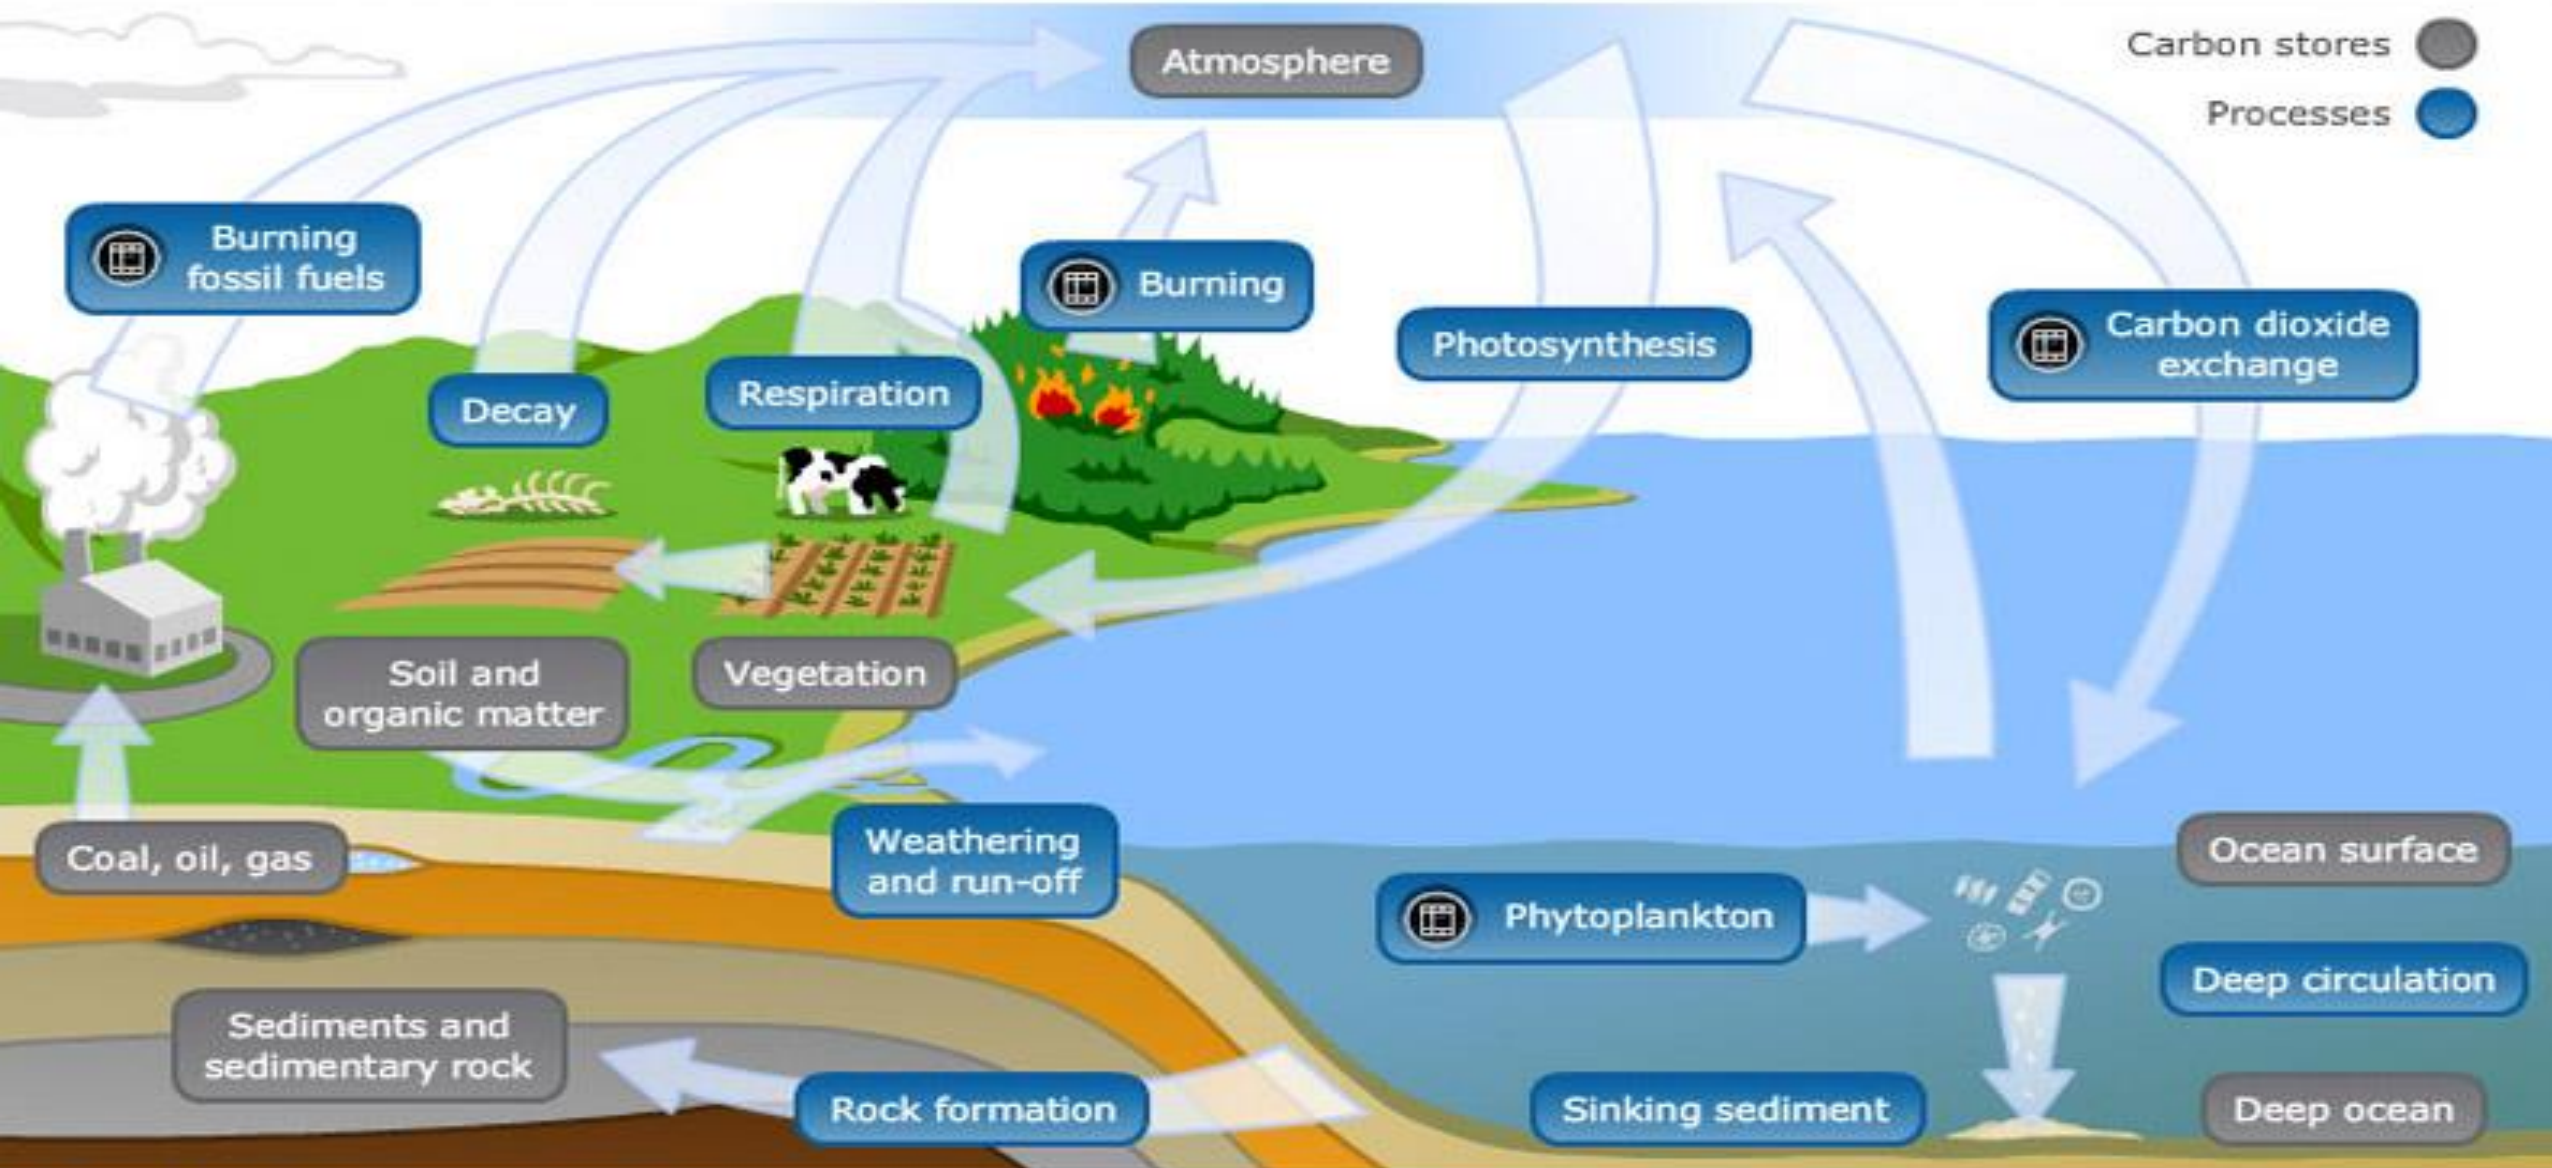 Atmosphere
Carbon stores
Processes
Burning
fossil fuels
Burning
Photosynthesis
Carbon dioxide
exchange
Decay
Respiration
Soil and
organic matter
Vegetation
Coal, oil, gas
Weathering
and run-off
Ocean surface
Phytoplankton
Deep circulation
Sediments and
sedimentary rock
Rock formation
Sinking sediment
Deep ocean